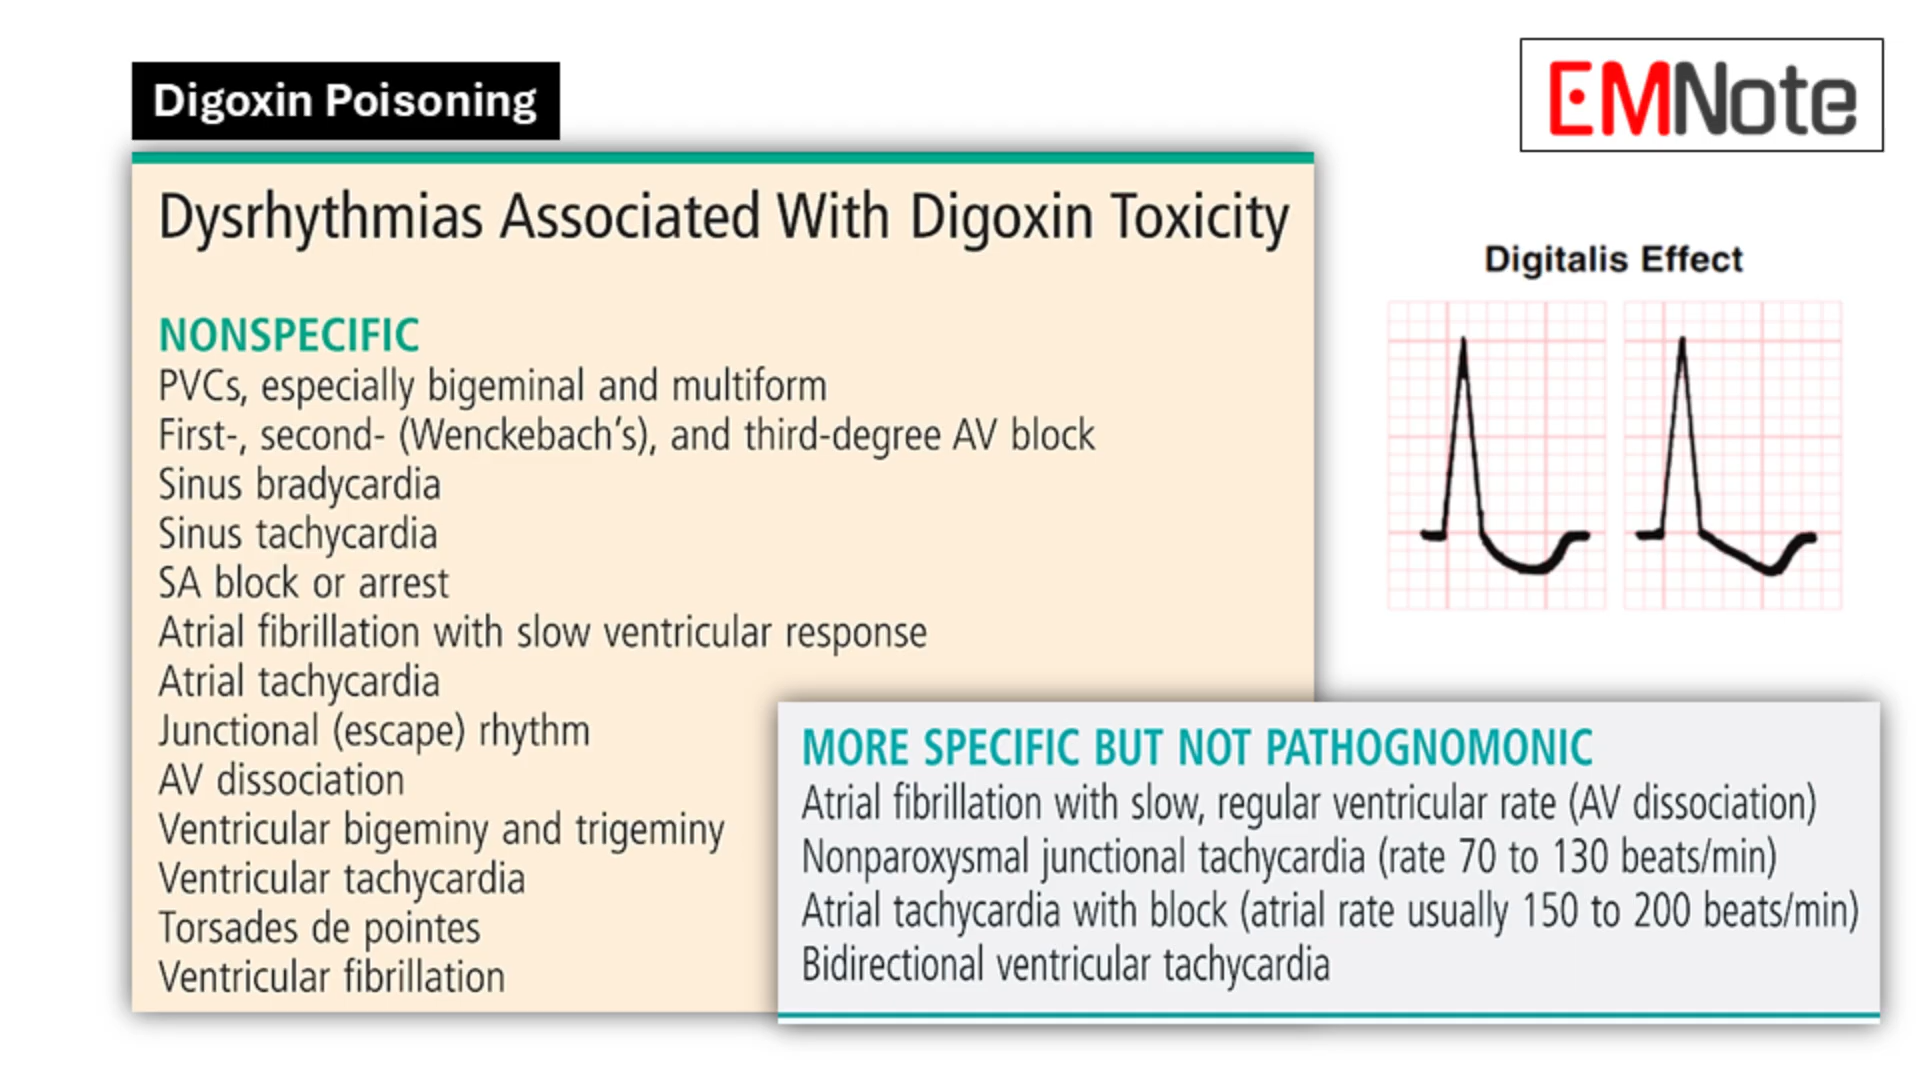 Digoxin Poisoning
EMNote
Dysrhythmias Associated With Digoxin Toxicity
NONSPECIFIC
PVCs, especially bigeminal and multiform
First-, second- (Wenckebach's), and third-degree AV block
Sinus bradycardia
Sinus tachycardia
SA block or arrest
Atrial fibrillation with slow ventricular response
Atrial tachycardia
Junctional (escape) rhythm
AV dissociation
Ventricular bigeminy and trigeminy
Ventricular tachycardia
Torsades de pointes
Ventricular fibrillation
Digitalis Effect
MORE SPECIFIC BUT NOT PATHOGNOMONIC
Atrial fibrillation with slow, regular ventricular rate (AV dissociation)
Nonparoxysmal junctional tachycardia (rate 70 to 130 beats/min)
Atrial tachycardia with block (atrial rate usually 150 to 200 beats/min)
Bidirectional ventricular tachycardia